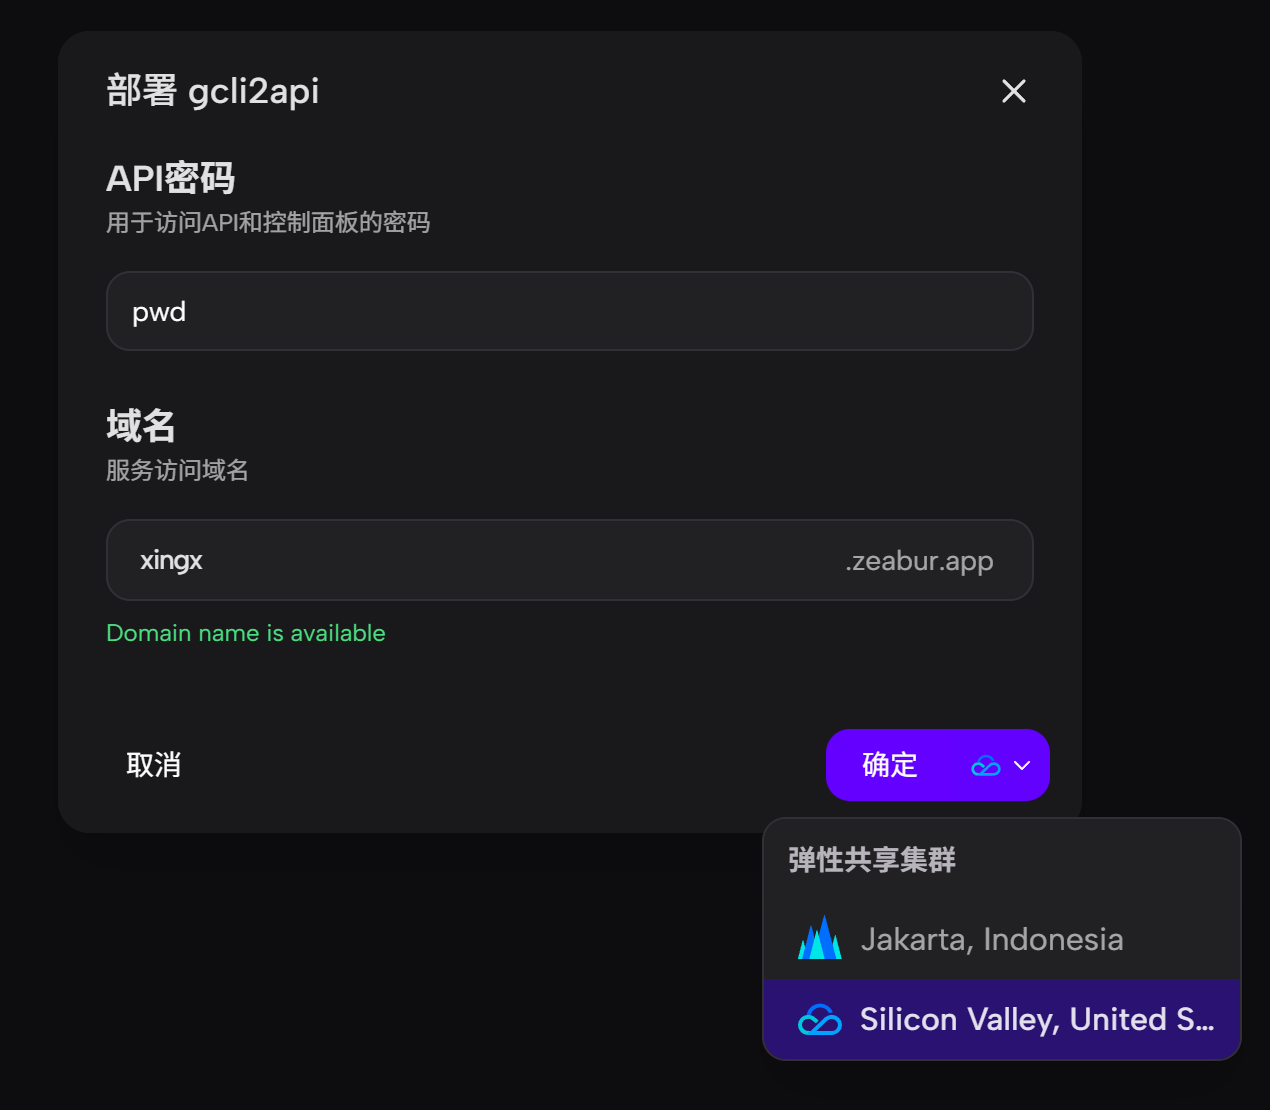 部署 gcli2api
API密码
用于访问API和控制面板的密码
pwd
域名
服务访问域名
xingx .zeabur.app
Domain name is available
取消 确定
弹性共享集群
Jakarta, Indonesia
Silicon Valley, United S...